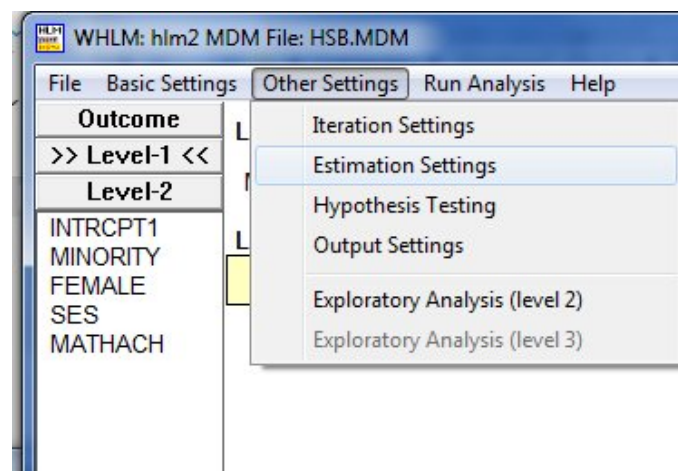 WHLM: hlm2 MDM File: HSB.MDM
File Basic Settings Other Settings Run Analysis Help
Outcome
>> Level-1 <<
Level-2
INTRCPT1
MINORITY
FEMALE
SES
MATHACH
Iteration Settings
Estimation Settings
Hypothesis Testing
Output Settings
Exploratory Analysis (level 2)
Exploratory Analysis (level 3)